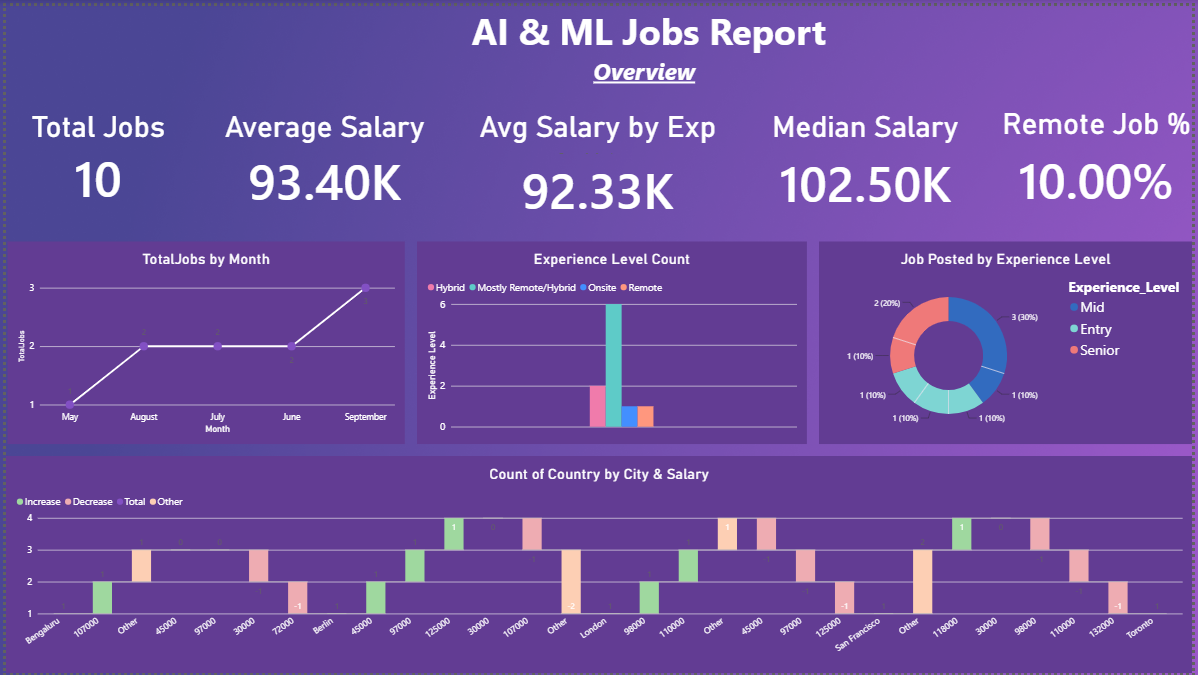 AI & ML Jobs Report
Overview
Total Jobs
10
Average Salary
93.40K
Avg Salary by Exp
92.33K
Median Salary
102.50K
Remote Job %
10.00%
TotalJobs by Month
TotalJobs
3
2
1
2
2
May August July June September
Month
Experience Level Count
Hybrid Mostly Remote/Hybrid Onsite Remote
Experience Level
6
4
2
0
Job Posted by Experience Level
Experience_Level
Mid
Entry
Senior
2 (20%)
3 (30%)
1 (10%)
1 (10%)
1 (10%)
1 (10%)
1 (10%)
Count of Country by City & Salary
Increase Decrease Total Other
4
3
2
1
1 1 1
-1 -2 -1 -1
Bengaluru 107000 Other 45000 97000 30000 72000 Berlin 45000 97000 125000 30000 107000 Other London 98000 110000 Other 45000 97000 125000 San Francisco Other 118000 30000 98000 110000 132000 Toronto